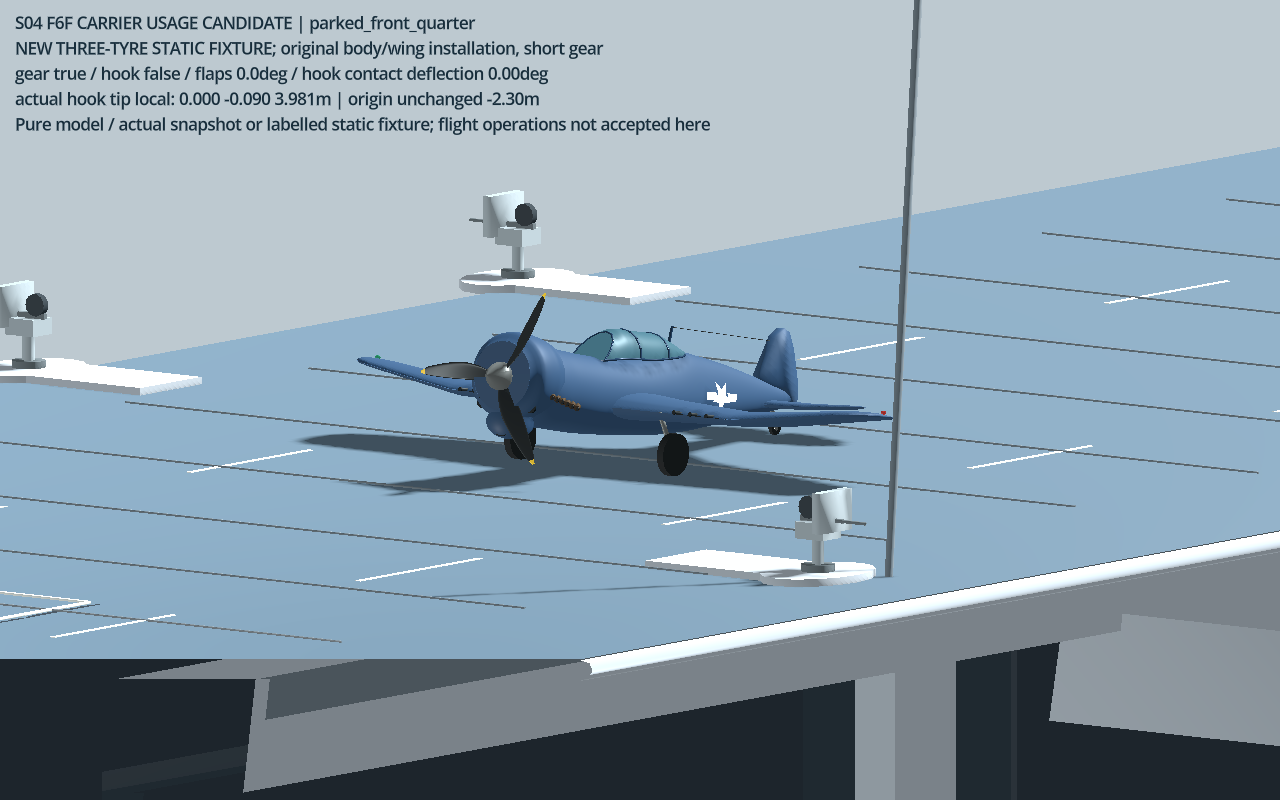 S04 F6F CARRIER USAGE CANDIDATE | parked_front_quarter
NEW THREE-TYRE STATIC FIXTURE; original body/wing installation, short gear
gear true / hook false / flaps 0.0deg / hook contact deflection 0.00deg
actual hook tip local: 0.000 -0.090 3.981m | origin unchanged -2.30m
Pure model / actual snapshot or labelled static fixture; flight operations not accepted here